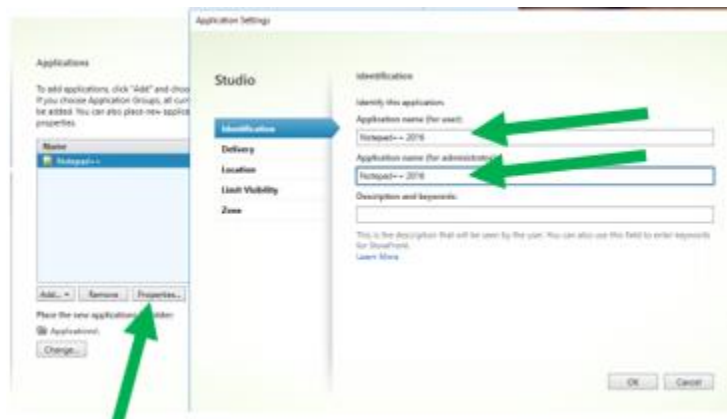 Application Settings
Applications
To add applications, click "Add" and choo
If you choose Application Groups, all curr
be added. You can also place new applica
properties.
Name
Notepad++
Add...
Remove
Properties...
Place the new applications folder:
Applications\
Change...
Studio
Identification
Delivery
Location
Limit Visibility
Zone
Identification
Identify this application.
Application name (for user):
Notepad++ 2016
Application name (for administrator):
Notepad++ 2016
Description and keywords:
This is the description that will be seen by the user. You can also use this field to enter keywords
for StoreFront.
Learn More
OK
Cancel